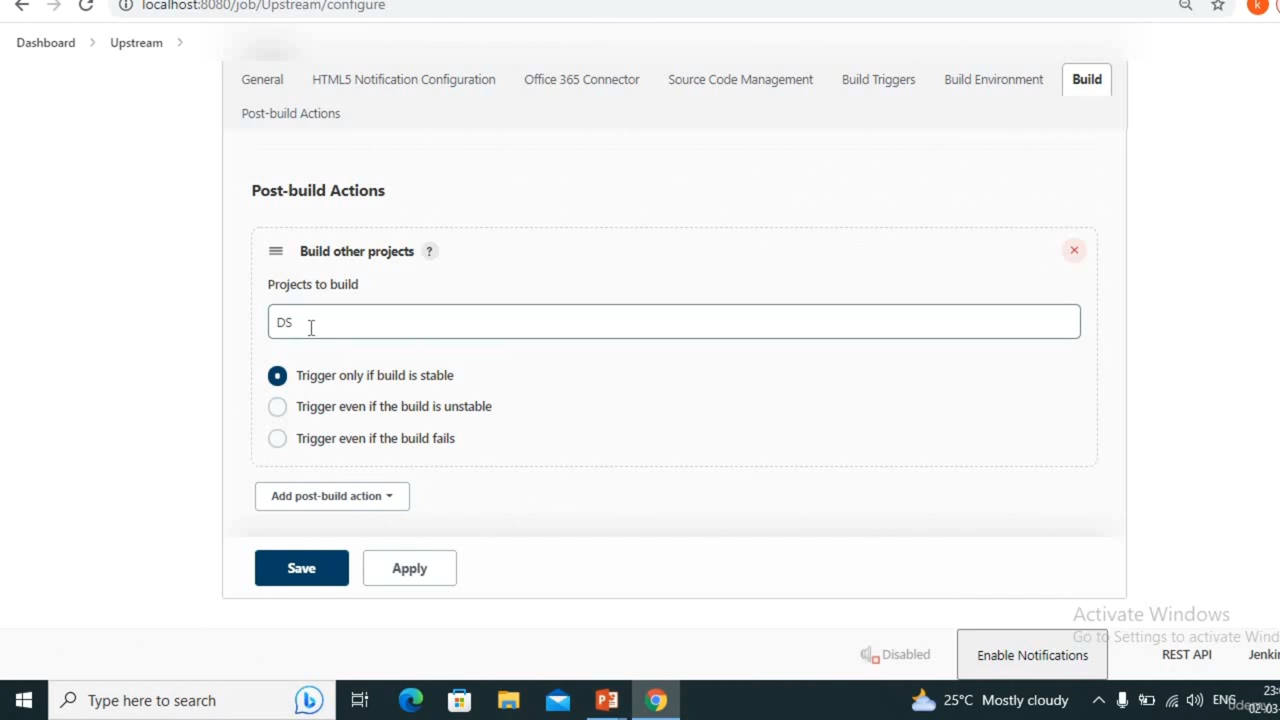 localhost:8080/job/Upstream/configure
k
Dashboard > Upstream >
General HTML5 Notification Configuration Office 365 Connector Source Code Management Build Triggers Build Environment Build
Post-build Actions
Post-build Actions
Build other projects ?
Projects to build
DS
Trigger only if build is stable
Trigger even if the build is unstable
Trigger even if the build fails
Add post-build action
Save Apply
Activate Windows
Go to Settings to activate Wind
Disabled Enable Notifications REST API Jenki
Type here to search 25°C Mostly cloudy ENG 23:
02-03-